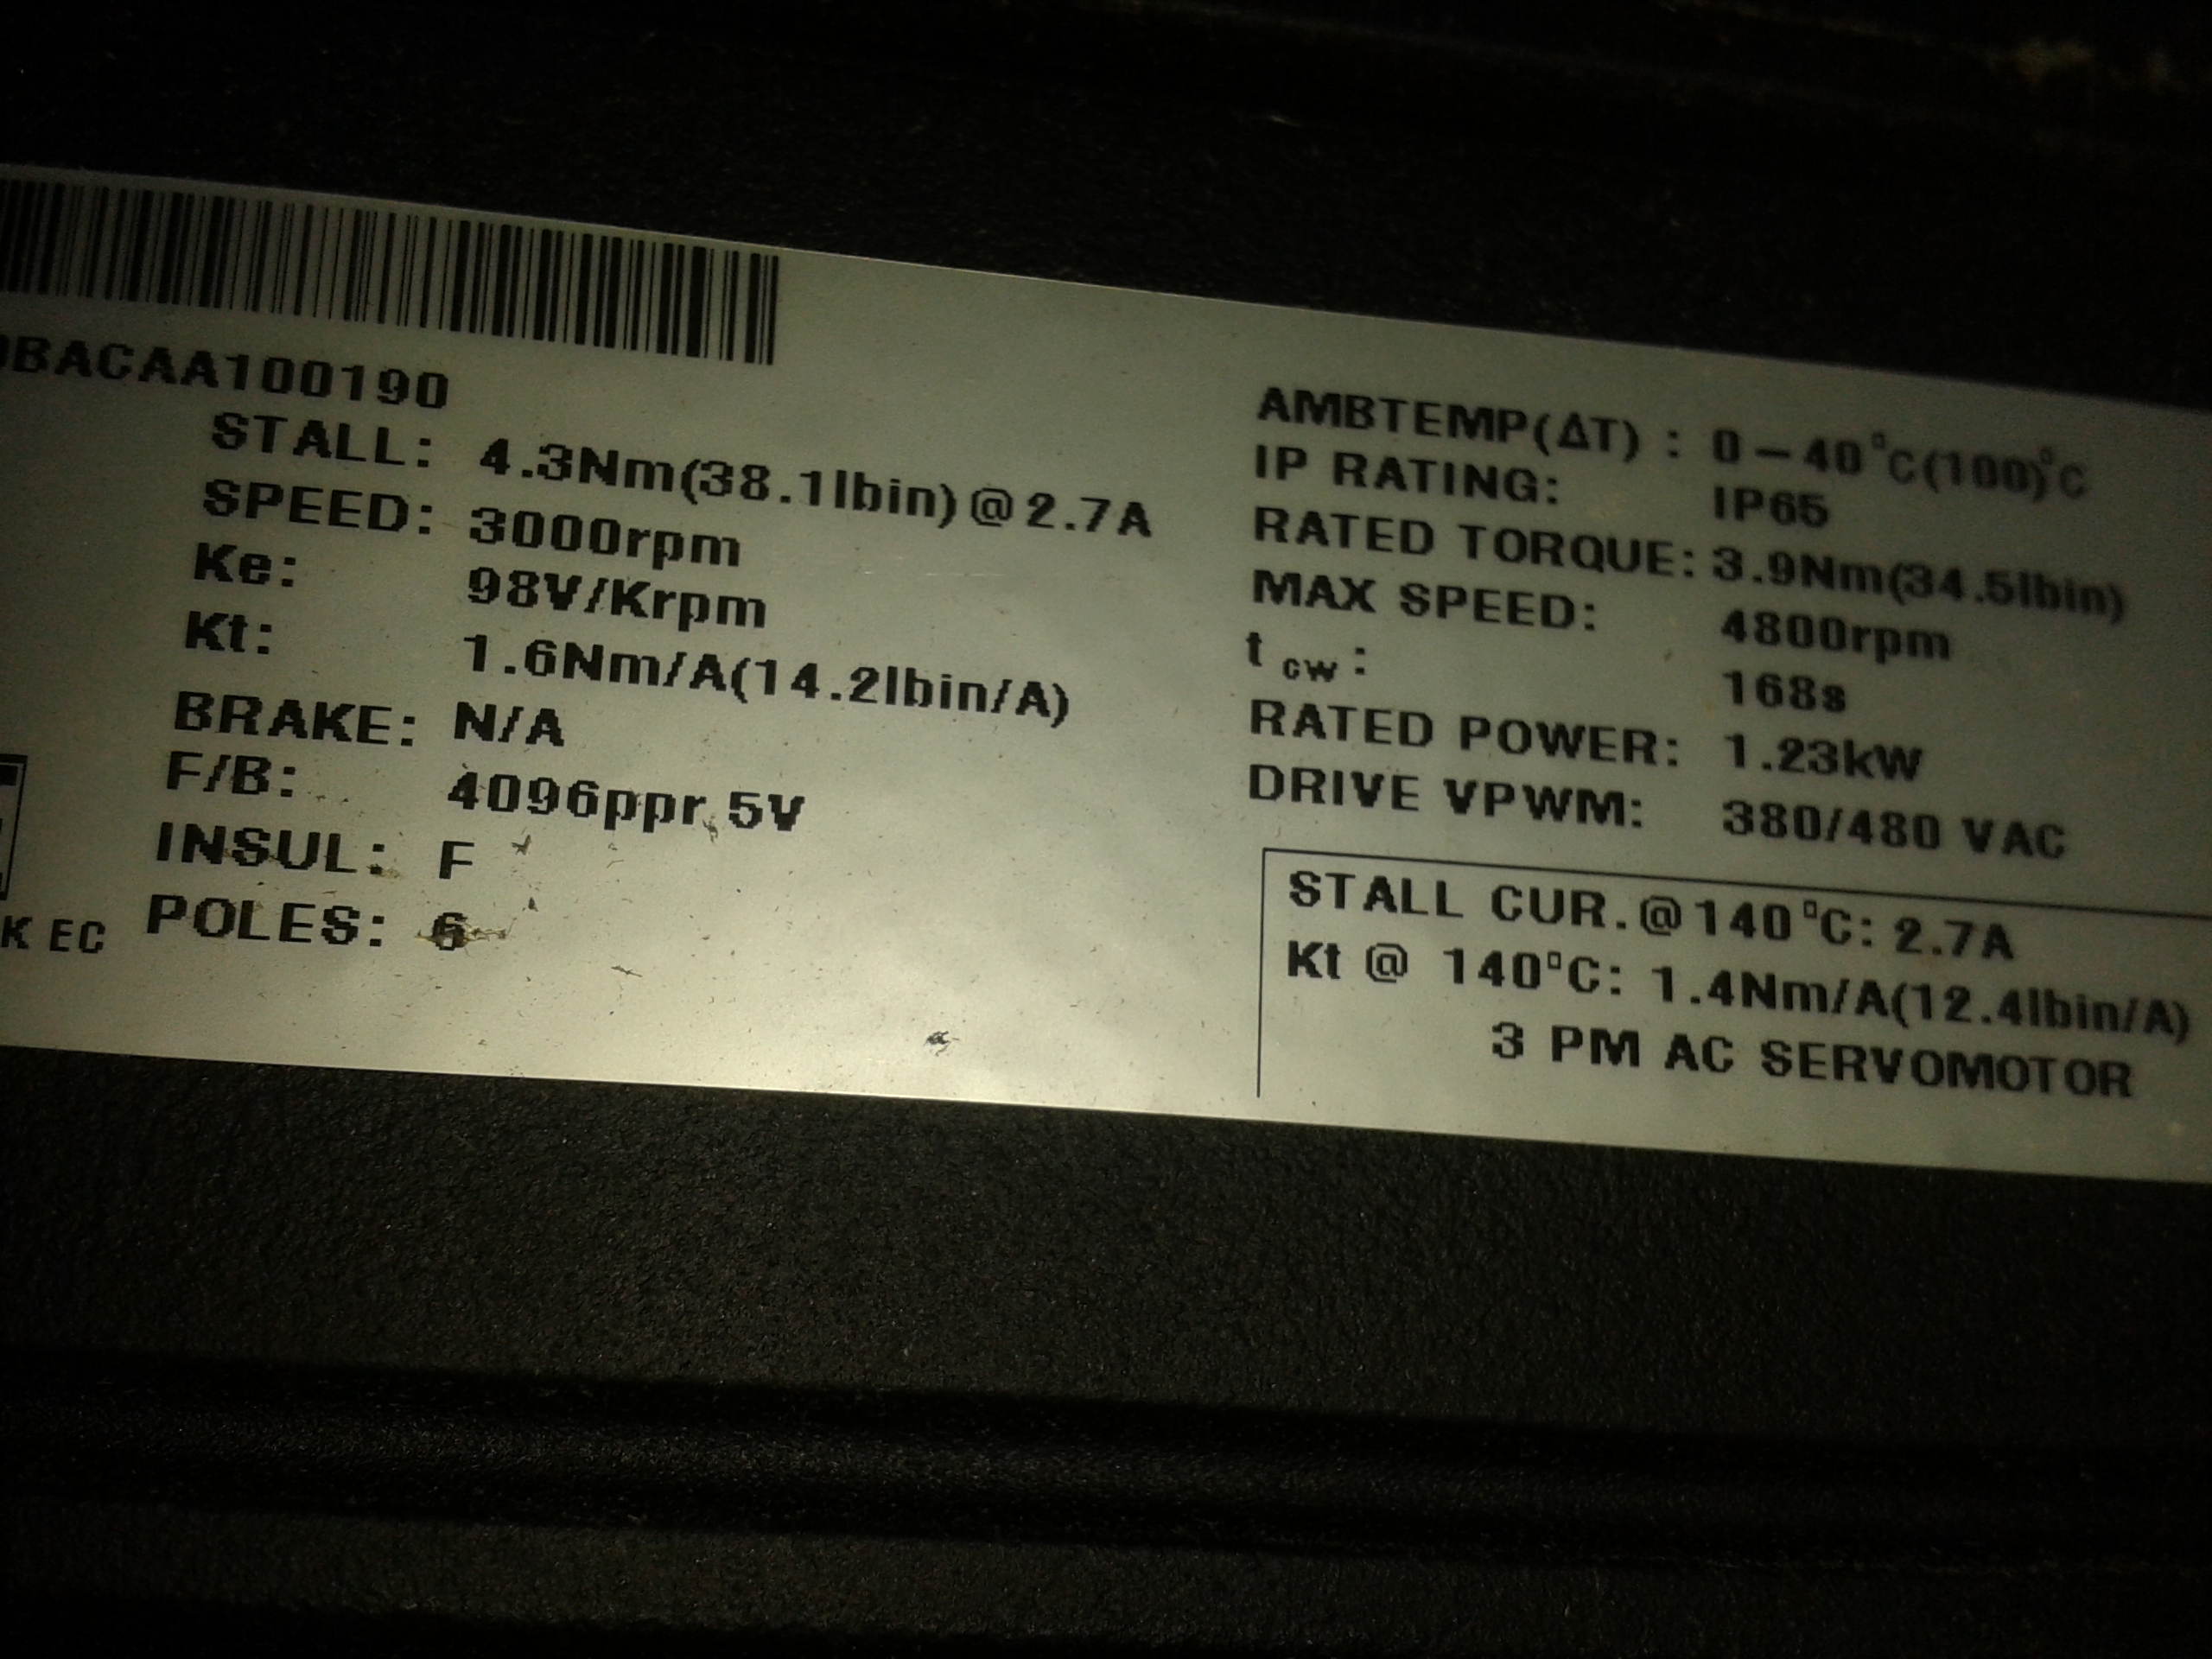 BACAA100190
STALL: 4.3Nm(38.1lbin)@2.7A
SPEED: 3000rpm
Ke: 98V/Krpm
Kt: 1.6Nm/A(14.2lbin/A)
BRAKE: N/A
F/B: 4096ppr 5V
INSUL: F
K EC
POLES: 6
AMBTEMP(ΔT) : 0-40°C(100)°C
IP RATING: IP65
RATED TORQUE: 3.9Nm(34.5lbin)
MAX SPEED: 4800rpm
t cw : 168s
RATED POWER: 1.23kW
DRIVE VPWM: 380/480 VAC
STALL CUR.@140°C: 2.7A
Kt @ 140°C: 1.4Nm/A(12.4lbin/A)
3 PM AC SERVOMOTOR